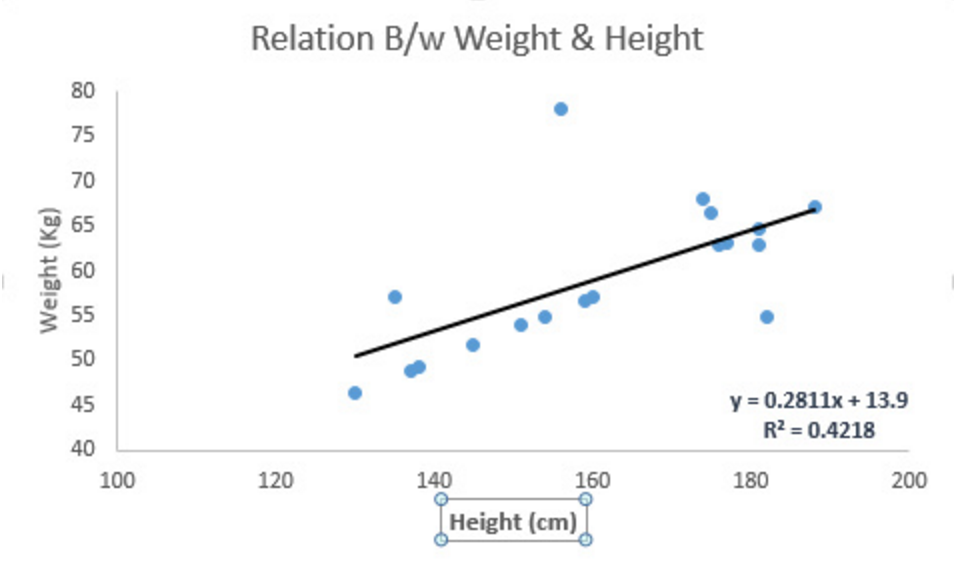 Relation B/w Weight & Height
80
75
70
65
60
55
50
45
40
Weight (Kg)
y = 0.2811x + 13.9
R² = 0.4218
100 120 140 160 180 200
Height (cm)